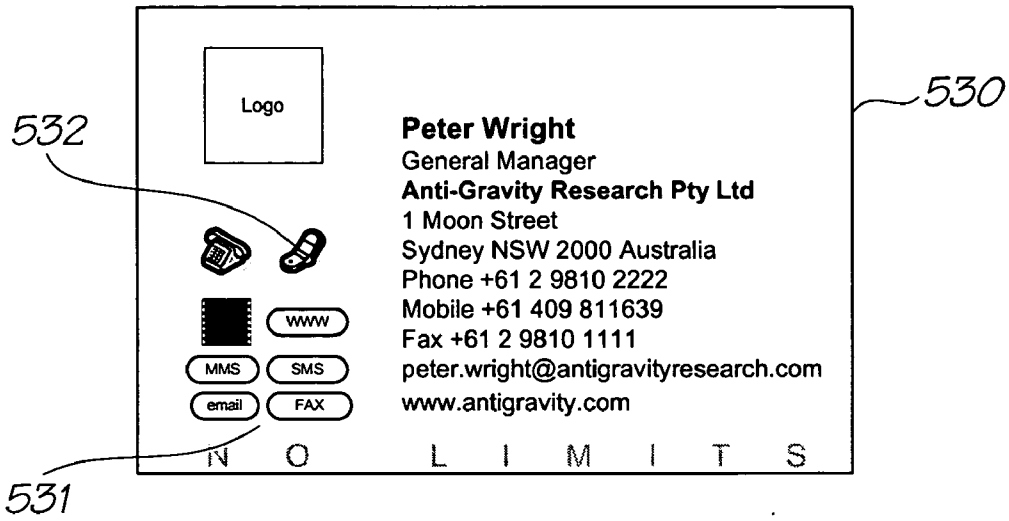 530
Logo
532
Peter Wright
General Manager
Anti-Gravity Research Pty Ltd
1 Moon Street
Sydney NSW 2000 Australia
Phone +61 2 9810 2222
Mobile +61 409 811639
Fax +61 2 9810 1111
peter.wright@antigravityresearch.com
www.antigravity.com
WWW
MMS SMS
email FAX
NO LIMITS
531